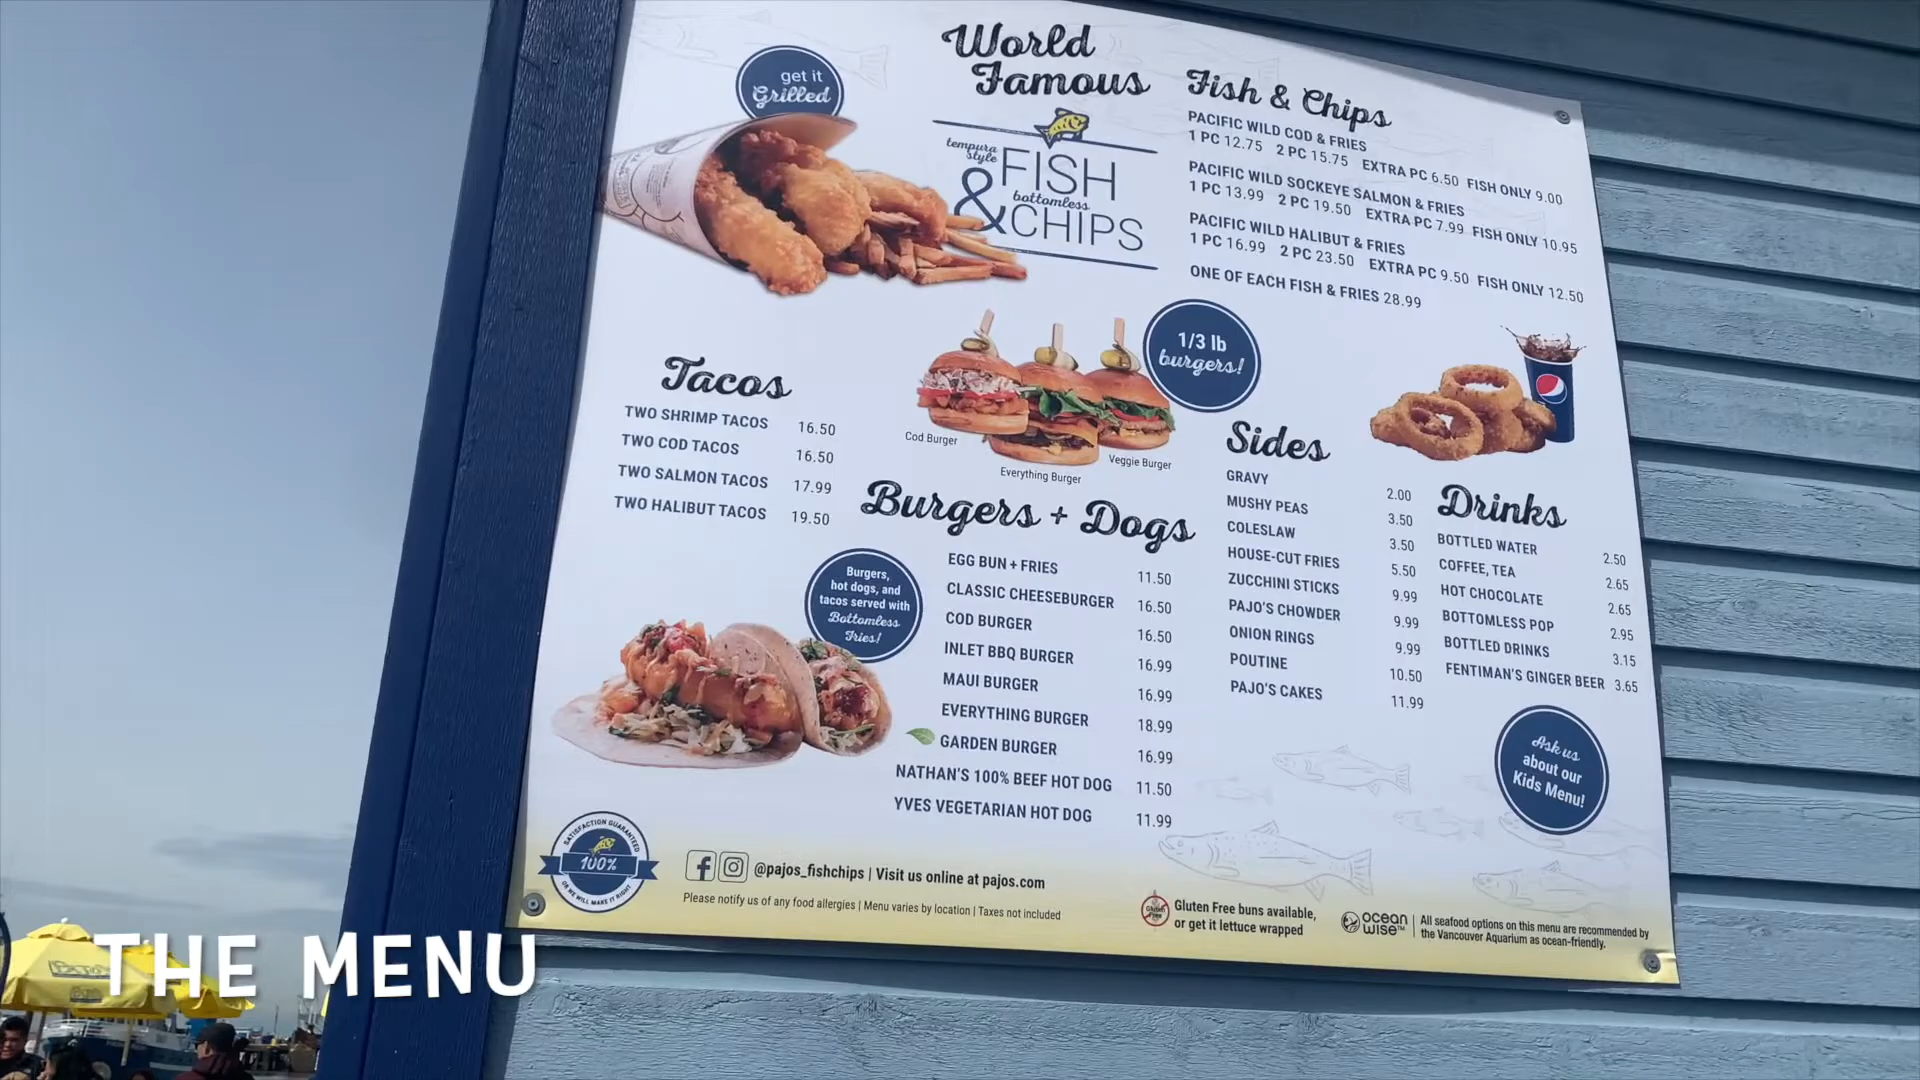 get it
Grilled
World
Famous
tempura
style
FISH
&
bottomless
CHIPS
Fish & Chips
PACIFIC WILD COD & FRIES
1 PC 12.75 2 PC 15.75 EXTRA PC 6.50 FISH ONLY 9.00
PACIFIC WILD SOCKEYE SALMON & FRIES
1 PC 13.99 2 PC 19.50 EXTRA PC 7.99 FISH ONLY 10.95
PACIFIC WILD HALIBUT & FRIES
1 PC 16.99 2 PC 23.50 EXTRA PC 9.50 FISH ONLY 12.50
ONE OF EACH FISH & FRIES 28.99
Tacos
TWO SHRIMP TACOS 16.50
TWO COD TACOS 16.50
TWO SALMON TACOS 17.99
TWO HALIBUT TACOS 19.50
1/3 lb
burgers!
Cod Burger
Everything Burger
Veggie Burger
Burgers + Dogs
EGG BUN + FRIES 11.50
CLASSIC CHEESEBURGER 16.50
COD BURGER 16.50
INLET BBQ BURGER 16.99
MAUI BURGER 16.99
EVERYTHING BURGER 18.99
GARDEN BURGER 16.99
NATHAN'S 100% BEEF HOT DOG 11.50
YVES VEGETARIAN HOT DOG 11.99
Burgers,
hot dogs, and
tacos served with
Bottomless
Fries!
Sides
GRAVY 2.00
MUSHY PEAS 3.50
COLESLAW 3.50
HOUSE-CUT FRIES 5.50
ZUCCHINI STICKS 9.99
PAJO'S CHOWDER 9.99
ONION RINGS 9.99
POUTINE 10.50
PAJO'S CAKES 11.99
Drinks
BOTTLED WATER 2.50
COFFEE, TEA 2.65
HOT CHOCOLATE 2.65
BOTTOMLESS POP 2.95
BOTTLED DRINKS 3.15
FENTIMAN'S GINGER BEER 3.65
Ask us
about our
Kids Menu!
SATISFACTION GUARANTEED
100%
OR WE WILL MAKE IT RIGHT
@pajos_fishchips | Visit us online at pajos.com
Please notify us of any food allergies | Menu varies by location | Taxes not included
Gluten
Free
Gluten Free buns available,
or get it lettuce wrapped
ocean
wise™
All seafood options on this menu are recommended by
the Vancouver Aquarium as ocean-friendly.
THE MENU